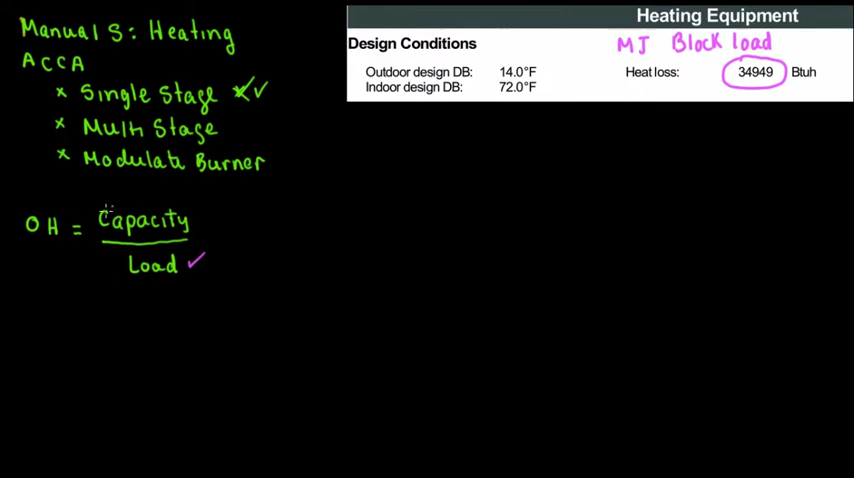 Manual S: Heating
ACCA
× Single Stage ×✓
× Multi Stage
× Modulate Burner
OH = Capacity
Load ✓
Heating Equipment
Design Conditions
MJ Block load
Outdoor design DB: 14.0°F
Heat loss: 34949 Btuh
Indoor design DB: 72.0°F